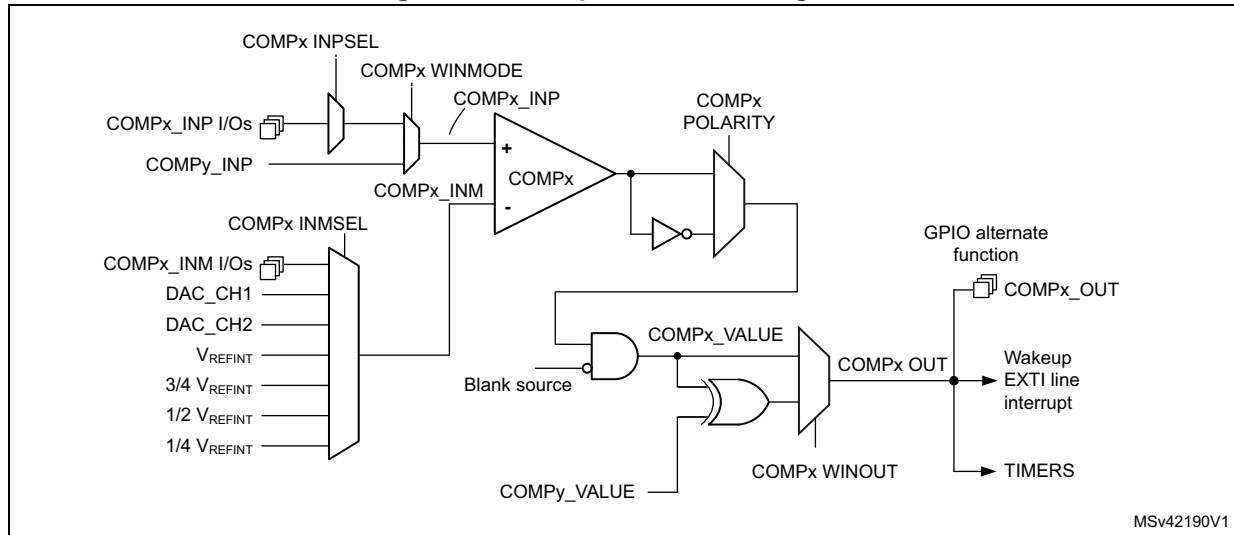 COMPx INPSEL
COMPx WINMODE
COMPx_INP
COMPx
POLARITY
COMPx_INP I/Os
COMPy_INP
+
COMPx
-
COMPx_INM
COMPx INMSEL
COMPx_INM I/Os
DAC_CH1
DAC_CH2
VREFINT
3/4 VREFINT
1/2 VREFINT
1/4 VREFINT
GPIO alternate
function
COMPx_OUT
Blank source
COMPx_VALUE
COMPx OUT
Wakeup
EXTI line
interrupt
COMPx WINOUT
TIMERS
COMPy_VALUE
MSv42190V1